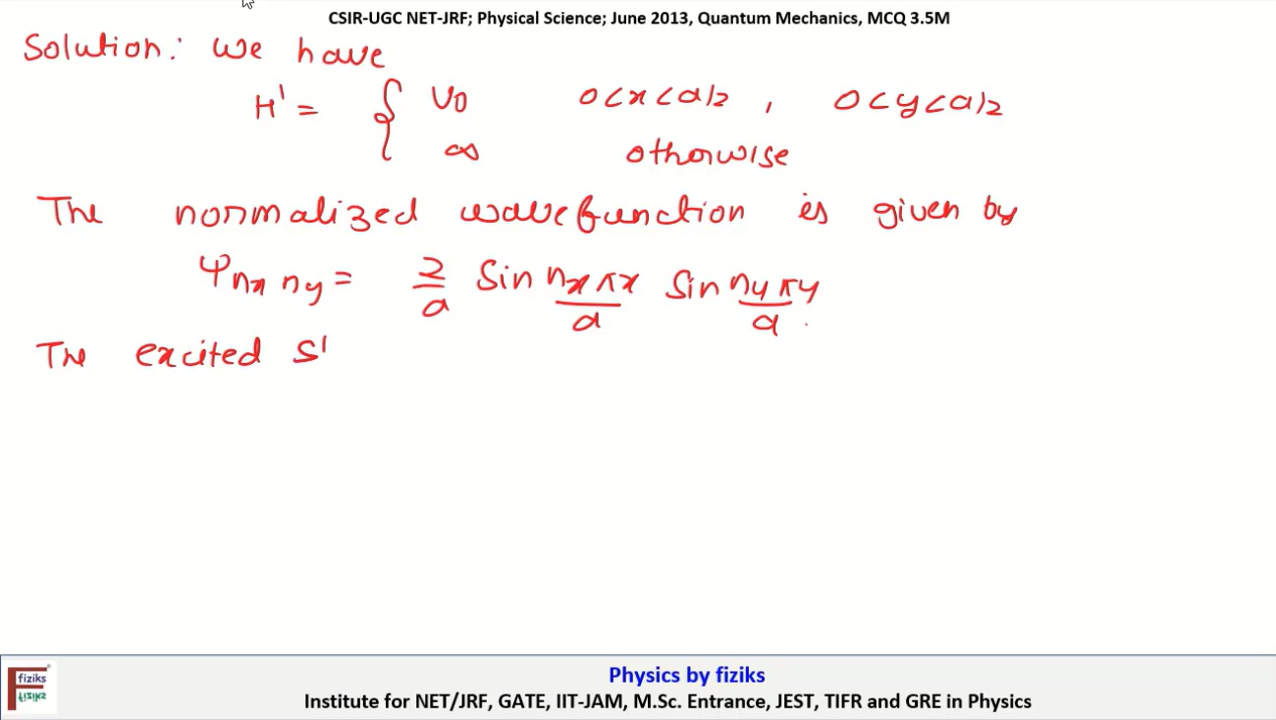 CSIR-UGC NET-JRF; Physical Science; June 2013, Quantum Mechanics, MCQ 3.5M
Solution: We have
H' = { V0 0<x<a/2 , 0<y<a/2
∞ otherwise
The normalized wavefunction is given by
φnx ny = 2/a Sin nxπx/a Sin nyπy/a
The excited s
fiziks
Physics by fiziks
Institute for NET/JRF, GATE, IIT-JAM, M.Sc. Entrance, JEST, TIFR and GRE in Physics